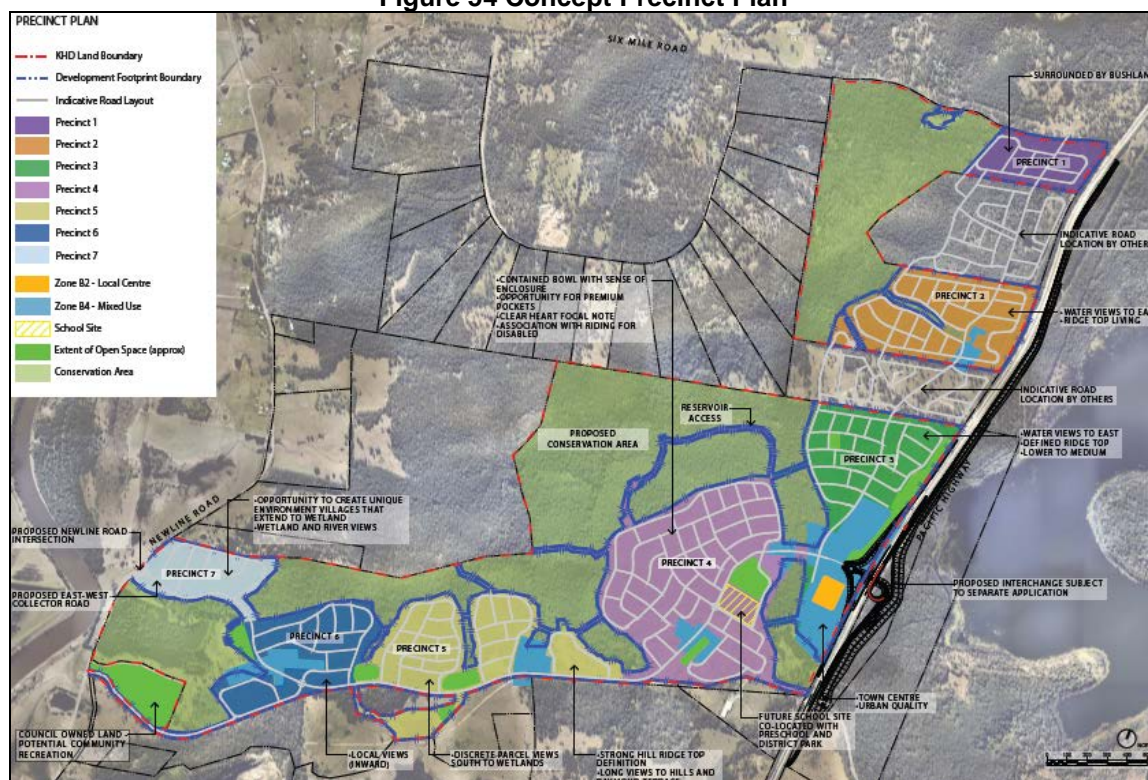 Figure 54 Concept Precinct Plan
PRECINCT PLAN
KHD Land Boundary
Development Footprint Boundary
Indicative Road Layout
Precinct 1
Precinct 2
Precinct 3
Precinct 4
Precinct 5
Precinct 6
Precinct 7
Zone B2 - Local Centre
Zone B4 - Mixed Use
School Site
Extent of Open Space (approx)
Conservation Area
SIX MILE ROAD
SURROUNDED BY BUSHLAN
PRECINCT 1
INDICATIVE ROAD
LOCATION BY OTHERS
•CONTAINED BOWL WITH SENSE OF
ENCLOSURE
•OPPORTUNITY FOR PREMIUM
POCKETS
•CLEAR HEART FOCAL NOTE
•ASSOCIATION WITH RIDING FOR
DISABLED
PRECINCT 2
•WATER VIEWS TO EA
•RIDGE TOP LIVING
INDICATIVE ROAD
LOCATION BY OTHERS
RESERVOIR
ACCESS
PROPOSED
CONSERVATION AREA
PRECINCT 3
•WATER VIEWS TO EAST
•DEFINED RIDGE TOP
•LOWER TO MEDIUM
PACIFIC HIGHWAY
NEWLINE ROAD
•OPPORTUNITY TO CREATE UNIQUE
ENVIRONMENT VILLAGES THAT
EXTEND TO WETLAND
•WETLAND AND RIVER VIEWS
PROPOSED NEWLINE ROAD
INTERSECTION
PRECINCT 7
PRECINCT 4
PROPOSED EAST-WEST
COLLECTOR ROAD
PROPOSED INTERCHANGE SUBJECT
TO SEPARATE APPLICATION
PRECINCT 6
PRECINCT 5
•TOWN CENTRE
•URBAN QUALITY
FUTURE SCHOOL SITE
CO-LOCATED WITH
PRESCHOOL AND
DISTRICT PARK
COUNCIL OWNED LAND
POTENTIAL COMMUNITY
RECREATION
•LOCAL VIEWS
(INWARD)
•DISCRETE PARCEL VIEWS
SOUTH TO WETLANDS
•STRONG HILL RIDGE TOP
DEFINITION
•LONG VIEWS TO HILLS AND